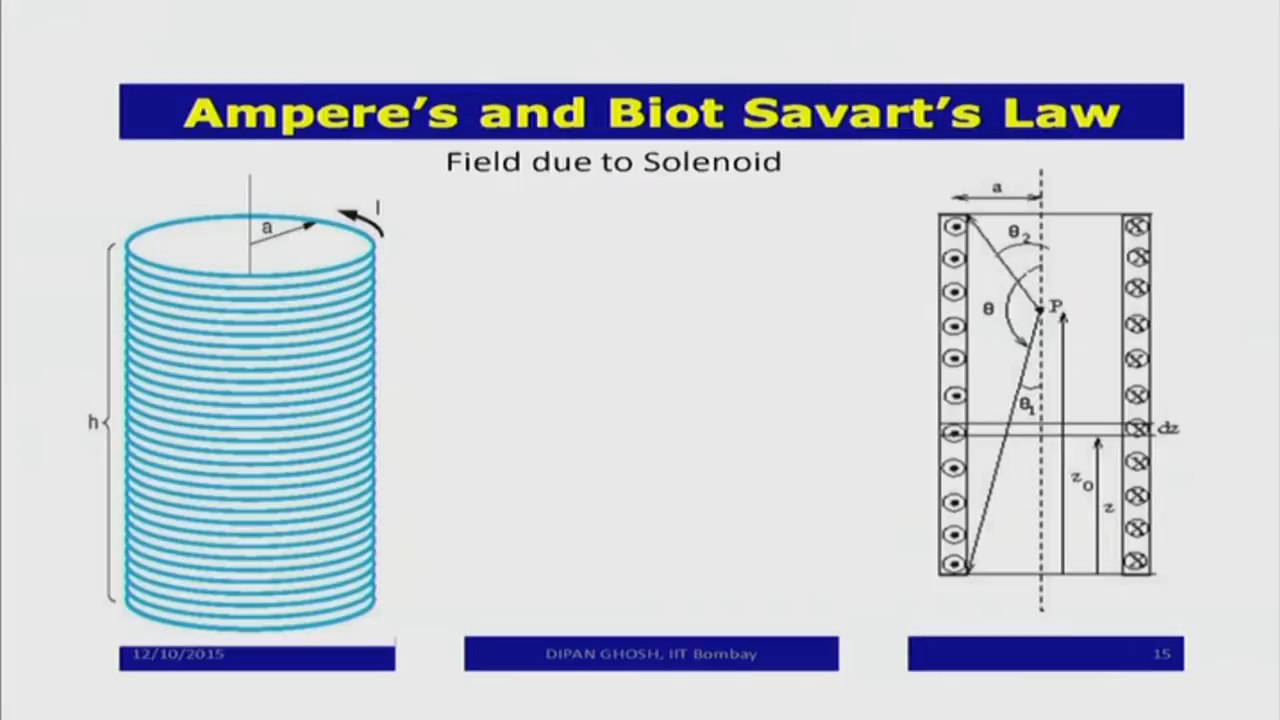 Ampere’s and Biot Savart’s Law
Field due to Solenoid
I
a
h
a
θ2
P
θ
θ1
dz
z0
z
12/10/2015
DIPAN GHOSH, IIT Bombay
15